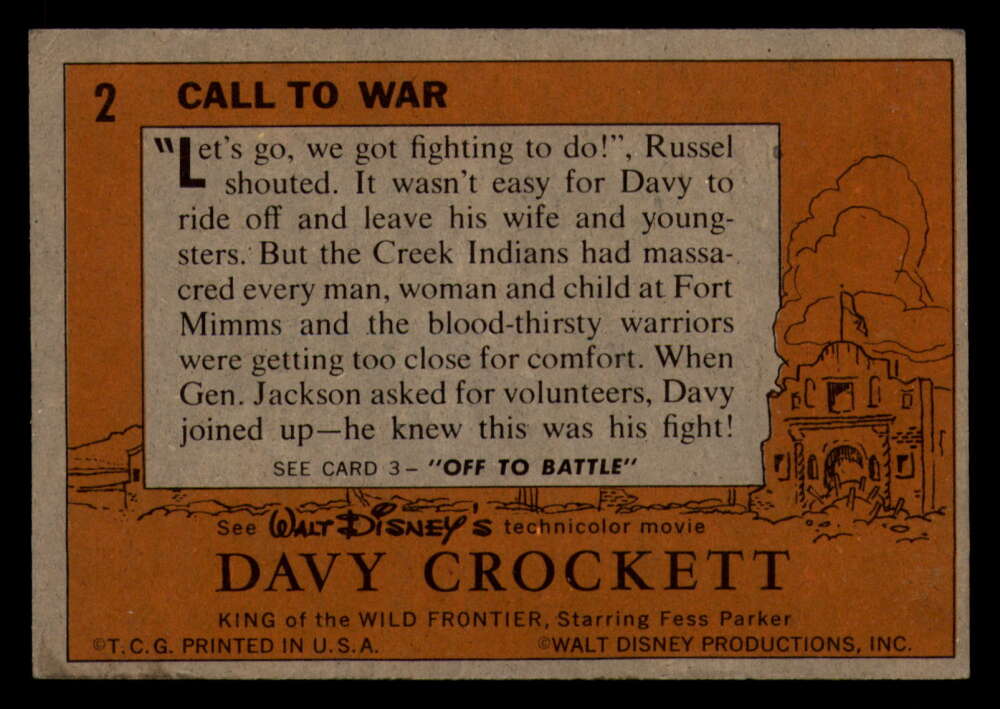 2 CALL TO WAR
"Let's go, we got fighting to do!", Russel
shouted. It wasn't easy for Davy to
ride off and leave his wife and young-
sters. But the Creek Indians had massa-
cred every man, woman and child at Fort
Mimms and the blood-thirsty warriors
were getting too close for comfort. When
Gen. Jackson asked for volunteers, Davy
joined up—he knew this was his fight!
SEE CARD 3– "OFF TO BATTLE"
See WALT DISNEY'S technicolor movie
DAVY CROCKETT
KING of the WILD FRONTIER, Starring Fess Parker
©T.C.G. PRINTED IN U.S.A. ©WALT DISNEY PRODUCTIONS, INC.